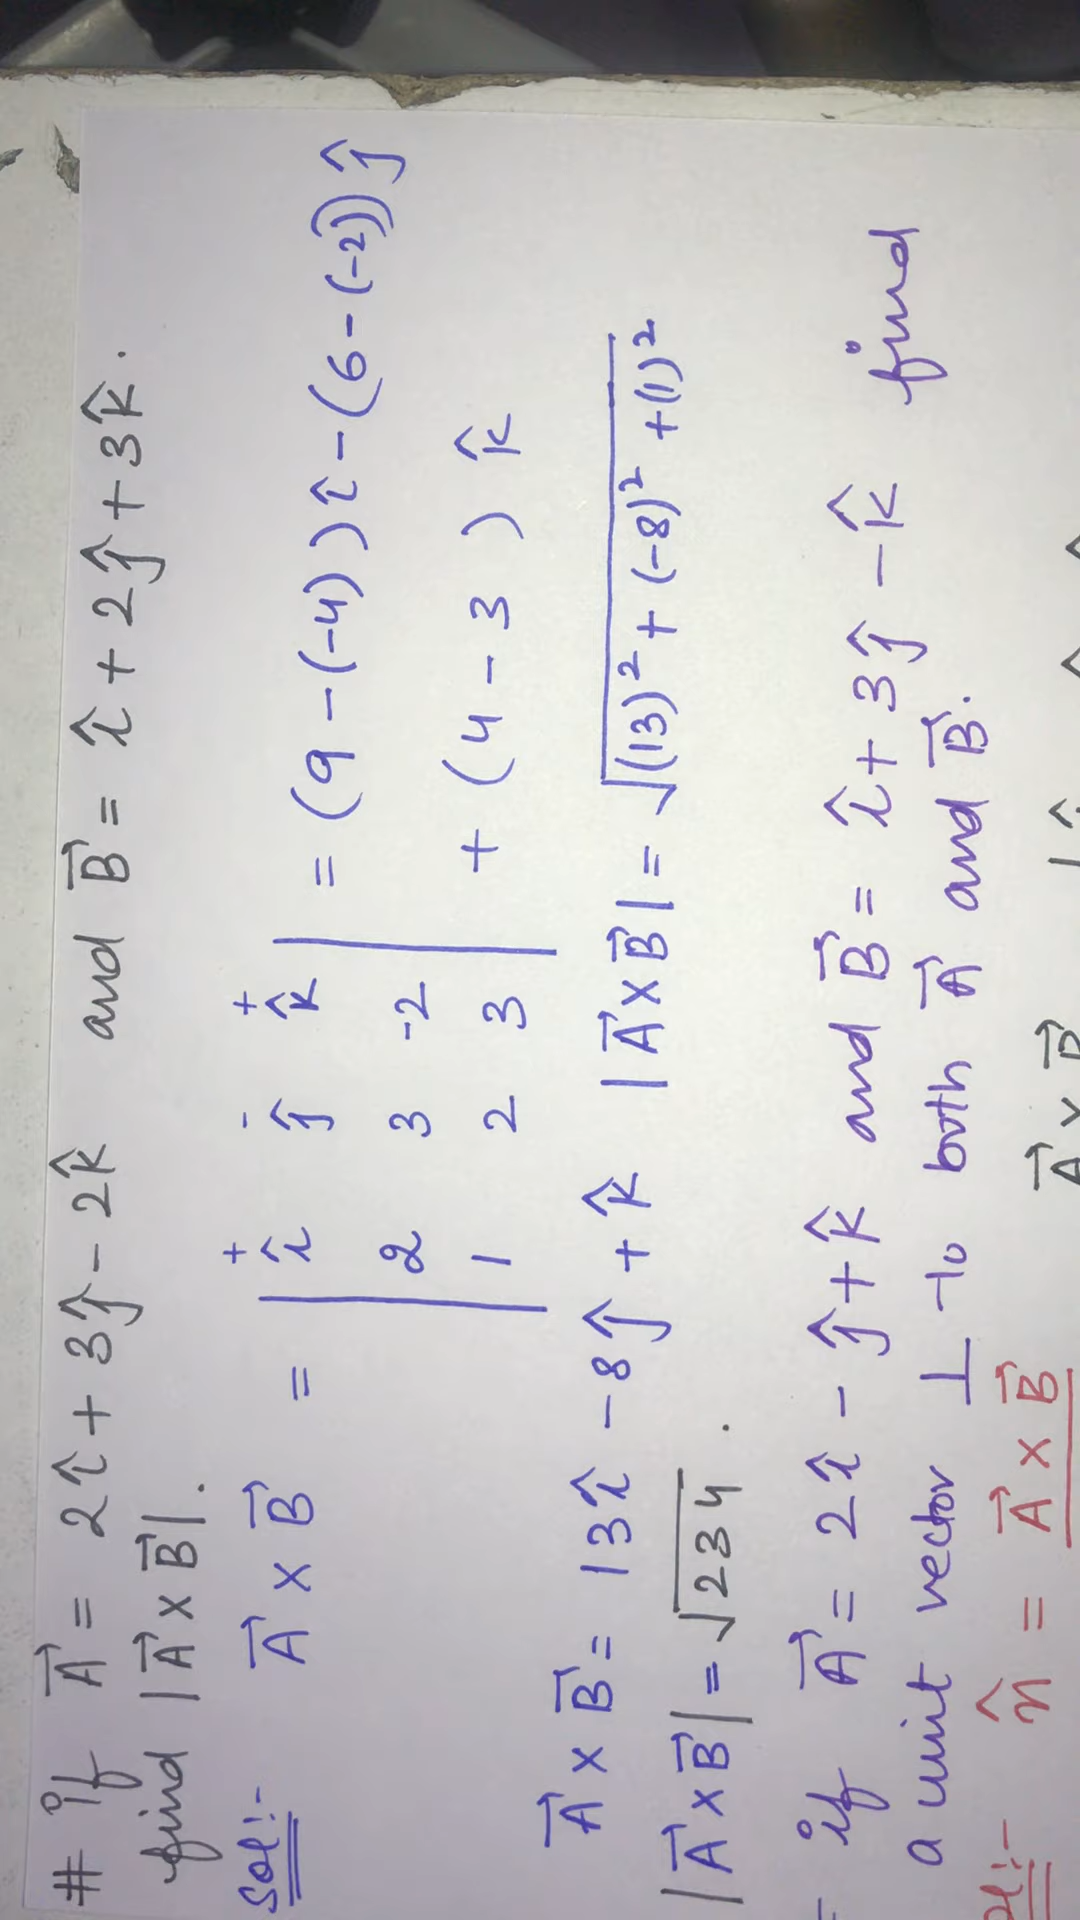 # if A⃗ = 2î + 3ĵ - 2k̂ and B⃗ = î + 2ĵ + 3k̂.
find |A⃗ × B⃗|.
Sol:- A⃗ × B⃗ = | î ĵ k̂ | = (9 - (-4)) î - (6 - (-2)) ĵ
+ - +
2 3 -2
1 2 3 + (4 - 3) k̂
A⃗ × B⃗ = 13î - 8ĵ + k̂ |A⃗ × B⃗| = √(13)² + (-8)² + (1)²
|A⃗ × B⃗| = √234 .
if A⃗ = 2î - ĵ + k̂ and B⃗ = î + 3ĵ - k̂ find
a unit vector ⊥ to both A⃗ and B⃗.
n̂ = A⃗ × B⃗ A⃗ × B⃗